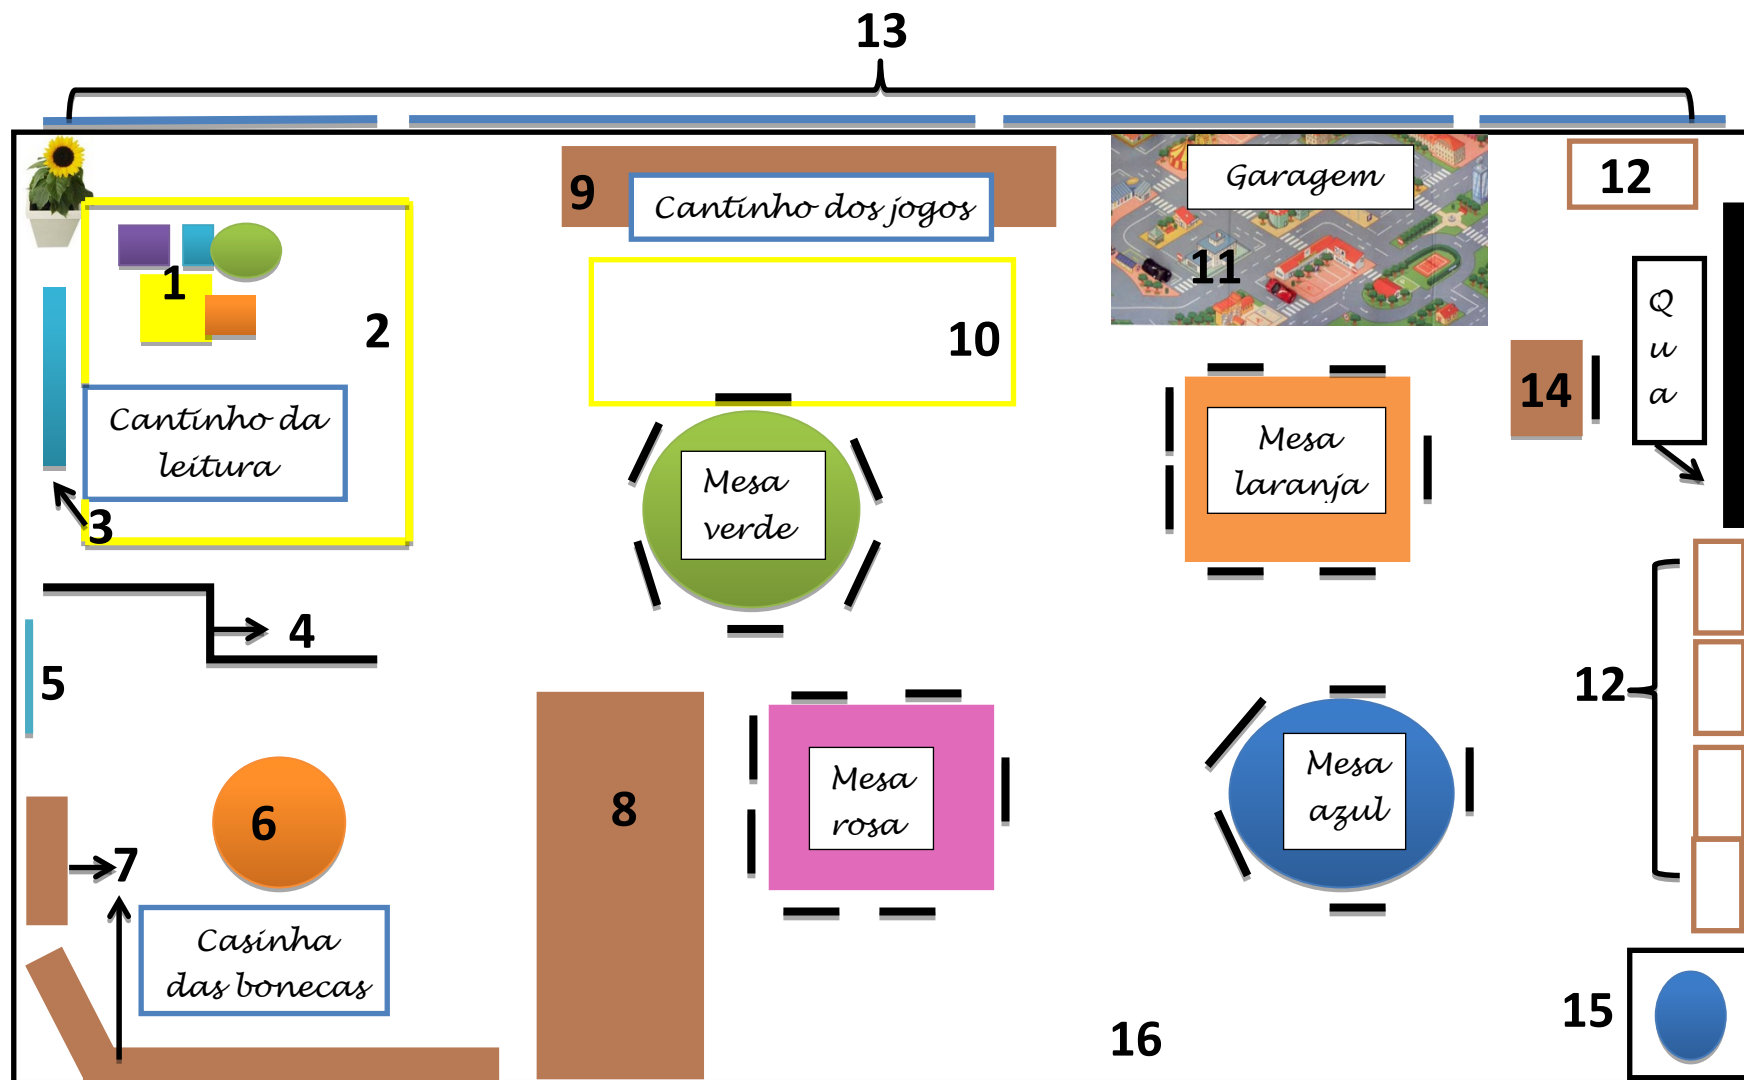 13
9
Cantinho dos jogos
Garagem
12
1
2
10
11
Q
u
a
14
Cantinho da
leitura
3
Mesa
verde
Mesa
laranja
4
5
12
6
7
8
Mesa
rosa
Mesa
azul
Casinha
das bonecas
15
16